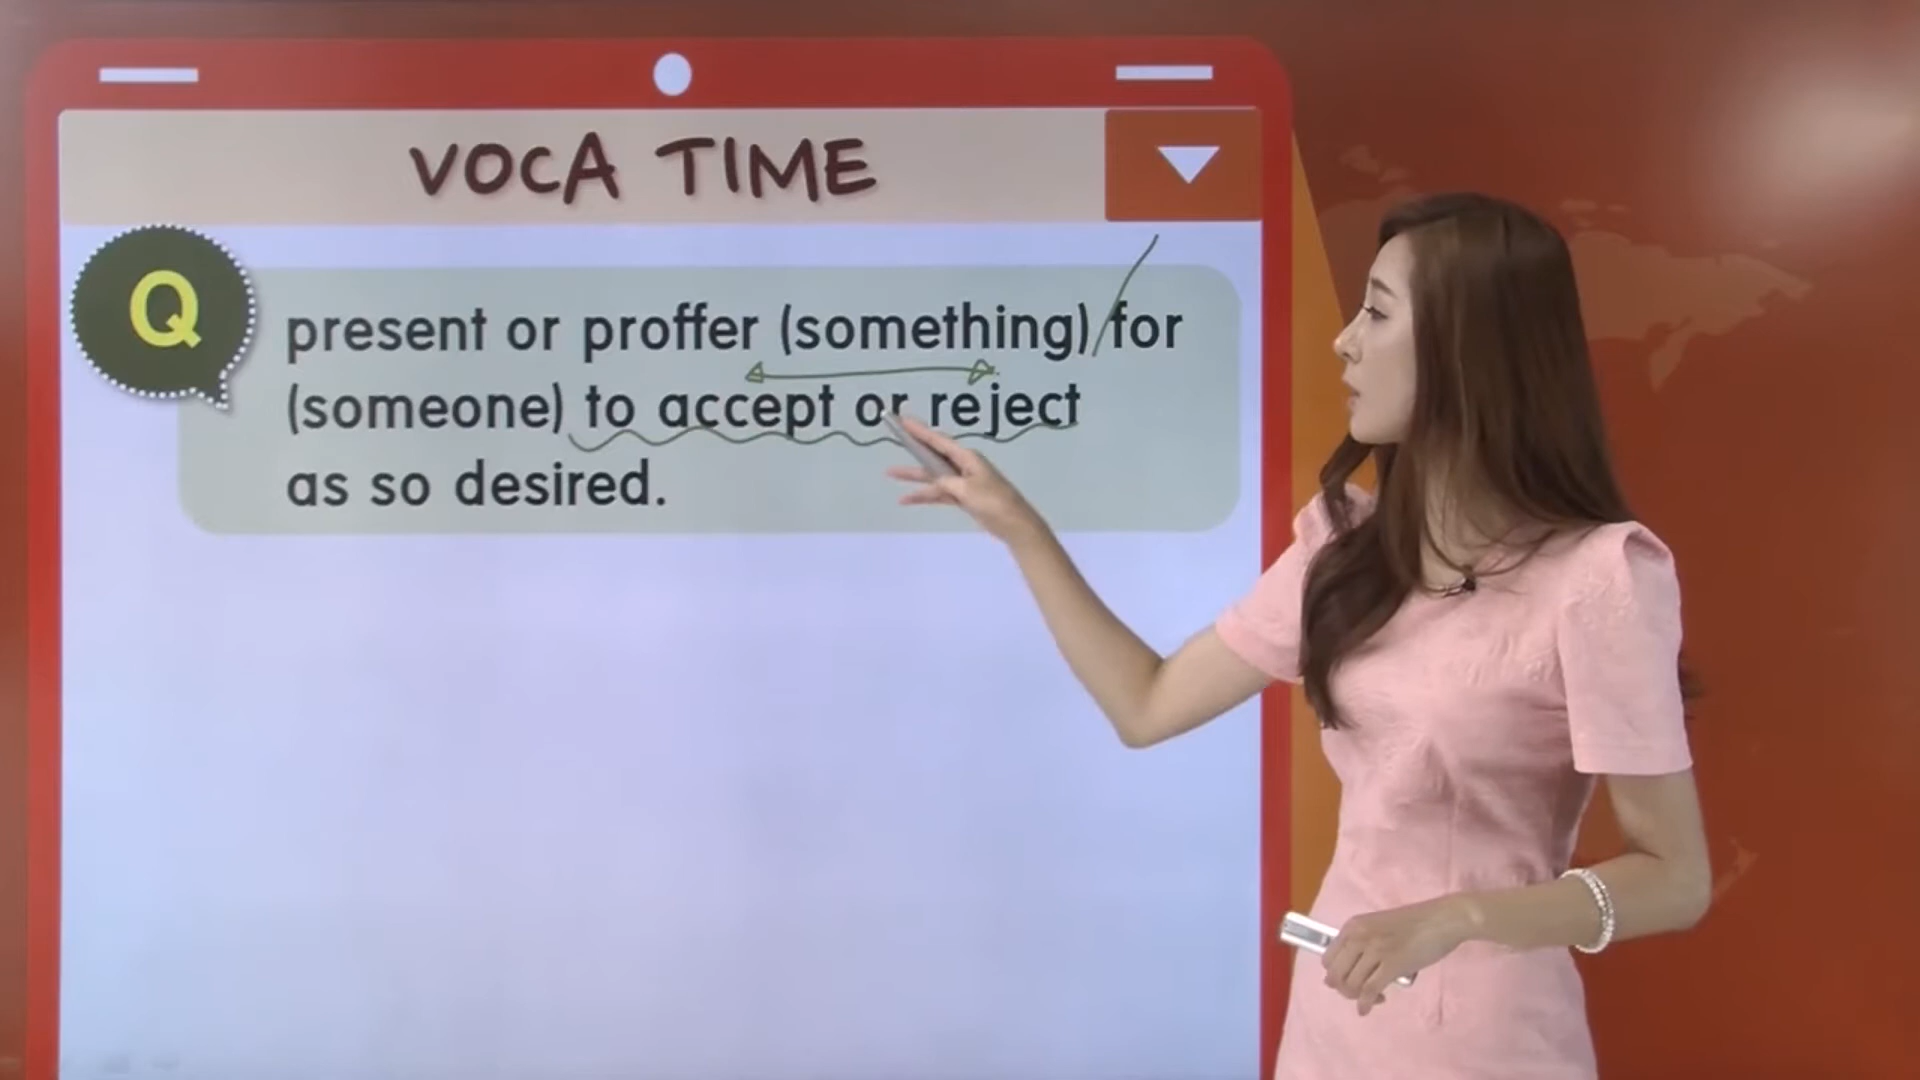 VOCA TIME
Q
present or proffer (something) for
(someone) to accept or reject
as so desired.